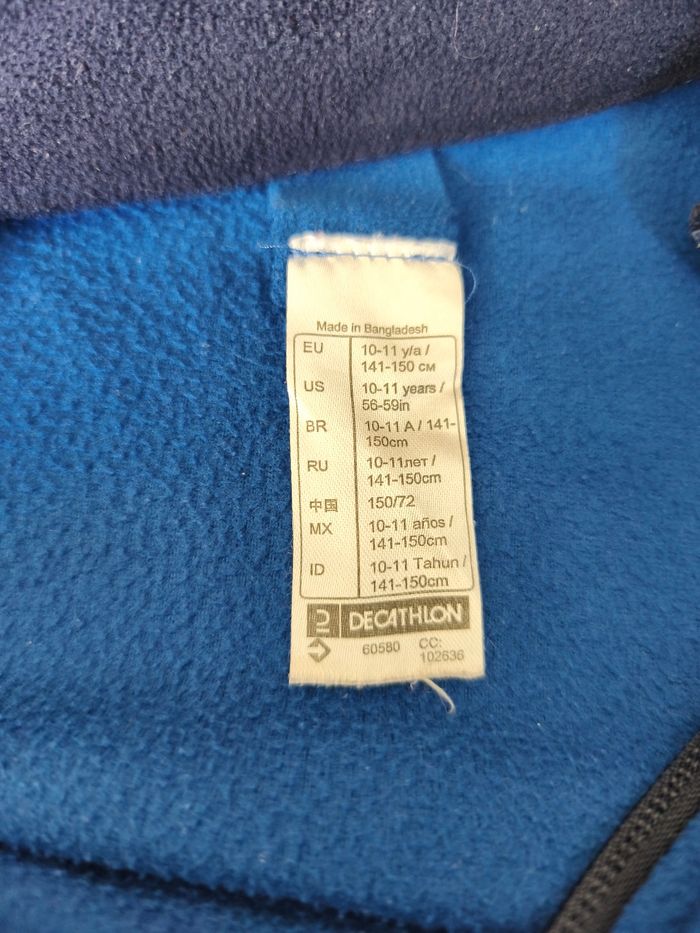 Made in Bangladesh
EU 10-11 y/a /
141-150 см
US 10-11 years /
56-59in
BR 10-11 A / 141-
150cm
RU 10-11лет /
141-150cm
中国 150/72
MX 10-11 años /
141-150cm
ID 10-11 Tahun /
141-150cm
DECATHLON
60580 CC:
102636